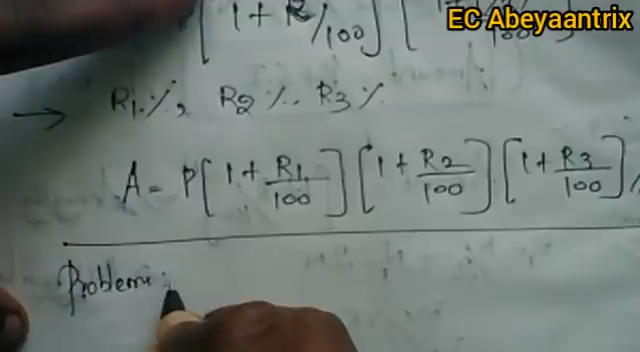 EC Abeyaantrix
[1 + R/100] [
→ R1%, R2%. R3%
A = P[1 + R1/100][1 + R2/100][1 + R3/100]
Problem: